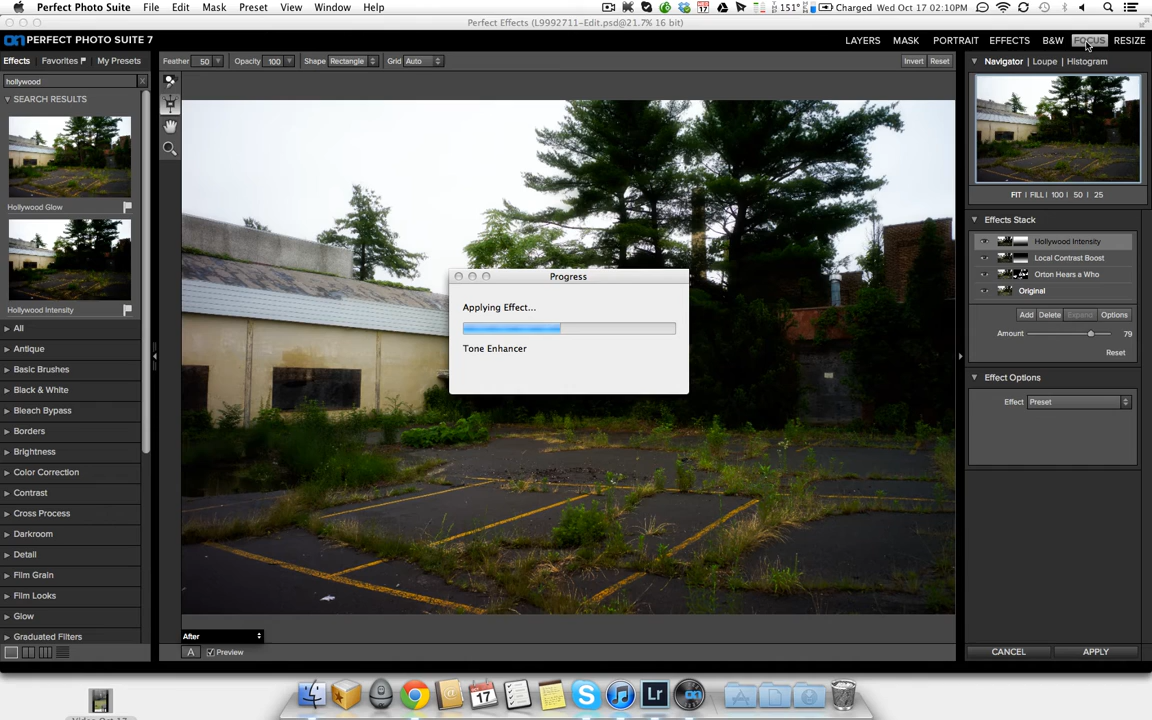 Perfect Photo Suite File Edit Mask Preset View Window Help 7 151° Charged Wed Oct 17 02:10PM
Perfect Effects (L9992711-Edit.psd@21.7% 16 bit)
on PERFECT PHOTO SUITE 7 LAYERS MASK PORTRAIT EFFECTS B&W FOCUS RESIZE
Effects Favorites My Presets Feather 50 Opacity 100 Shape Rectangle Grid Auto Invert Reset Navigator | Loupe | Histogram
hollywood
SEARCH RESULTS
Hollywood Glow
Hollywood Intensity
All
Antique
Basic Brushes
Black & White
Bleach Bypass
Borders
Brightness
Color Correction
Contrast
Cross Process
Darkroom
Detail
Film Grain
Film Looks
Glow
Graduated Filters
Progress
Applying Effect...
Tone Enhancer
After
A Preview
FIT | FILL | 100 | 50 | 25
Effects Stack
Hollywood Intensity
Local Contrast Boost
Orton Hears a Who
Original
Add Delete Expand Options
Amount 79
Reset
Effect Options
Effect Preset
CANCEL APPLY
17
Lr
on